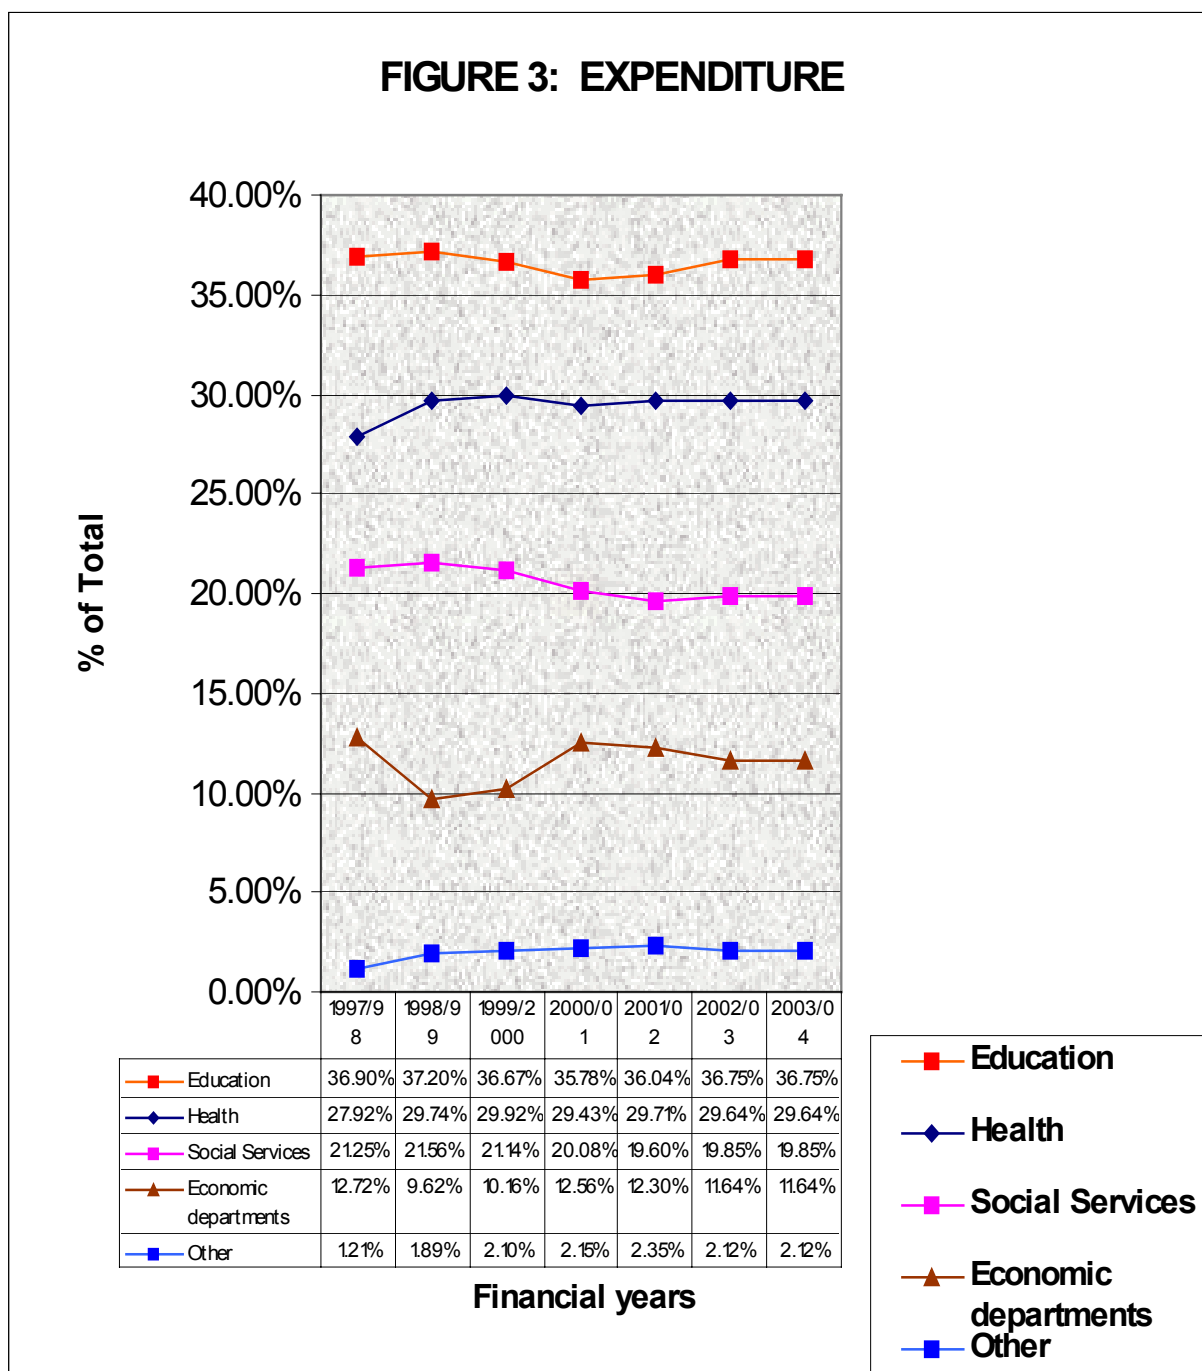 FIGURE 3: EXPENDITURE
% of Total
40.00%
35.00%
30.00%
25.00%
20.00%
15.00%
10.00%
5.00%
0.00%
1997/9 1998/9 1999/2 2000/0 2001/0 2002/0 2003/0
8 9 000 1 2 3 4
Education 36.90% 37.20% 36.67% 35.78% 36.04% 36.75% 36.75%
Health 27.92% 29.74% 29.92% 29.43% 29.71% 29.64% 29.64%
Social Services 21.25% 21.56% 21.14% 20.08% 19.60% 19.85% 19.85%
Economic 12.72% 9.62% 10.16% 12.56% 12.30% 11.64% 11.64%
departments
Other 1.21% 1.89% 2.10% 2.15% 2.35% 2.12% 2.12%
Financial years
Education
Health
Social Services
Economic
departments
Other